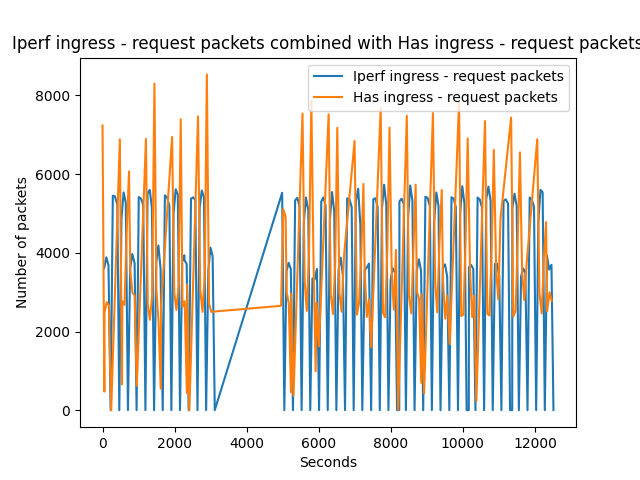 Iperf ingress - request packets combined with Has ingress - request packets
Iperf ingress - request packets
Has ingress - request packets
Number of packets
8000
6000
4000
2000
0
0
2000
4000
6000
8000
10000
12000
Seconds